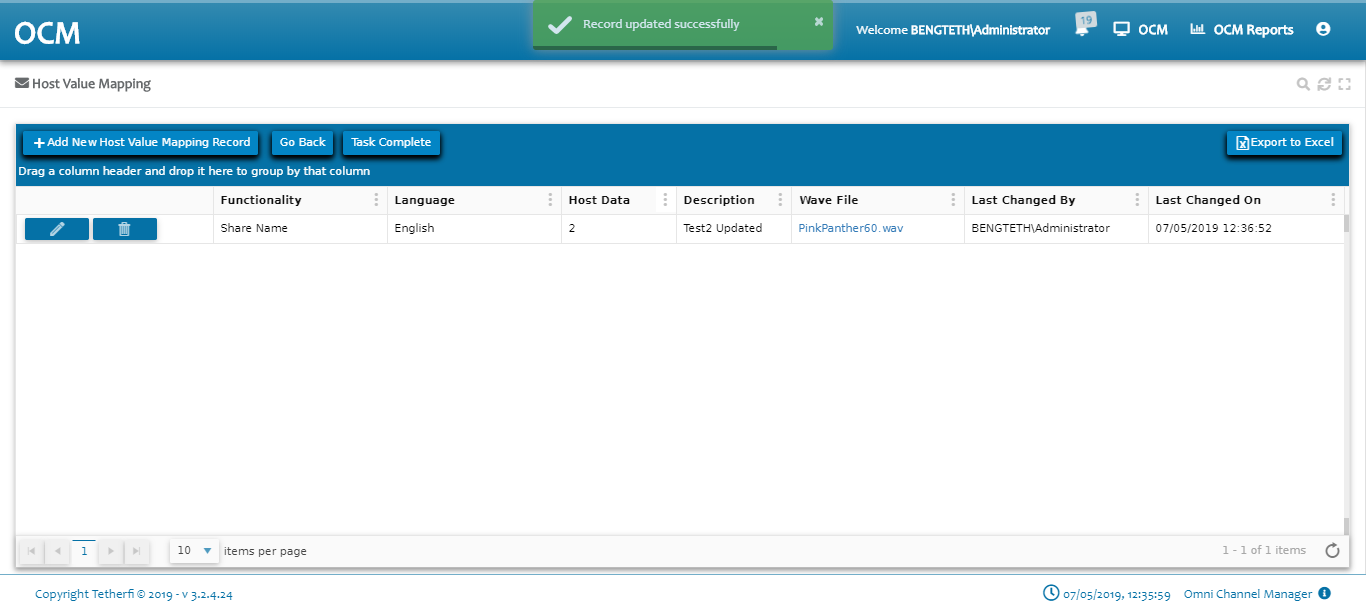 OCM
Record updated successfully
×
Welcome BENGTETH\Administrator
19
OCM
OCM Reports
Host Value Mapping
+Add New Host Value Mapping Record
Go Back
Task Complete
Export to Excel
Drag a column header and drop it here to group by that column
Functionality Language Host Data Description Wave File Last Changed By Last Changed On
Share Name English 2 Test2 Updated PinkPanther60.wav BENGTETH\Administrator 07/05/2019 12:36:52
1 10 items per page 1 - 1 of 1 items
Copyright Tetherfi © 2019 - v 3.2.4.24 07/05/2019, 12:35:59 Omni Channel Manager